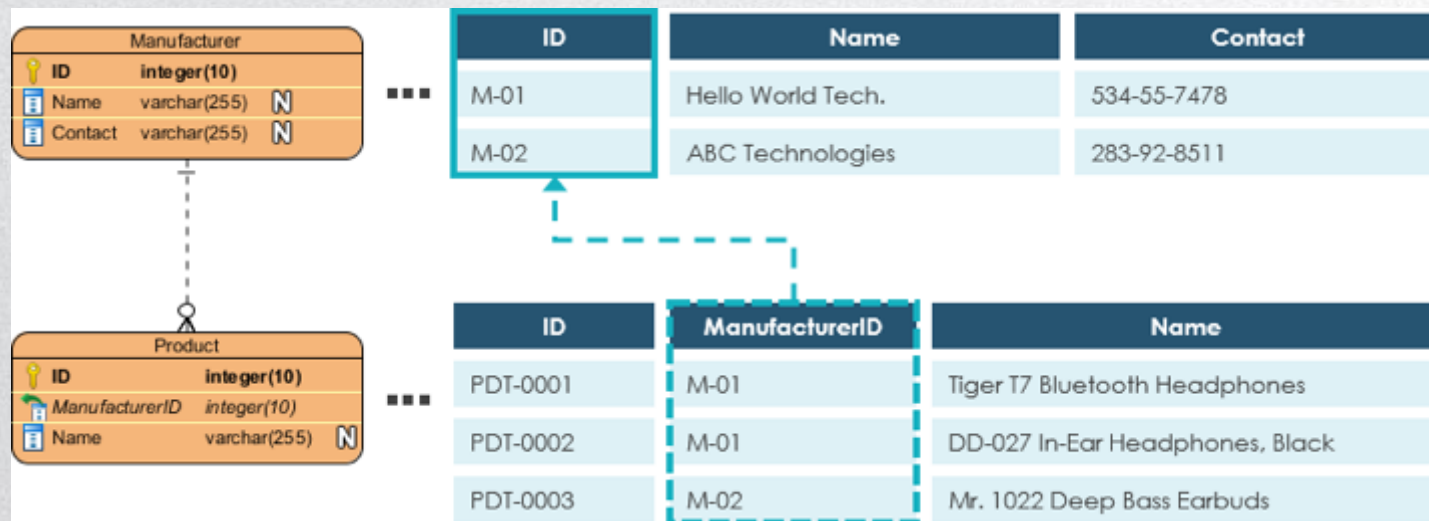 Manufacturer
ID integer(10)
Name varchar(255) N
Contact varchar(255) N
ID Name Contact
M-01 Hello World Tech. 534-55-7478
M-02 ABC Technologies 283-92-8511
Product
ID integer(10)
ManufacturerID integer(10)
Name varchar(255) N
ID ManufacturerID Name
PDT-0001 M-01 Tiger T7 Bluetooth Headphones
PDT-0002 M-01 DD-027 In-Ear Headphones, Black
PDT-0003 M-02 Mr. 1022 Deep Bass Earbuds